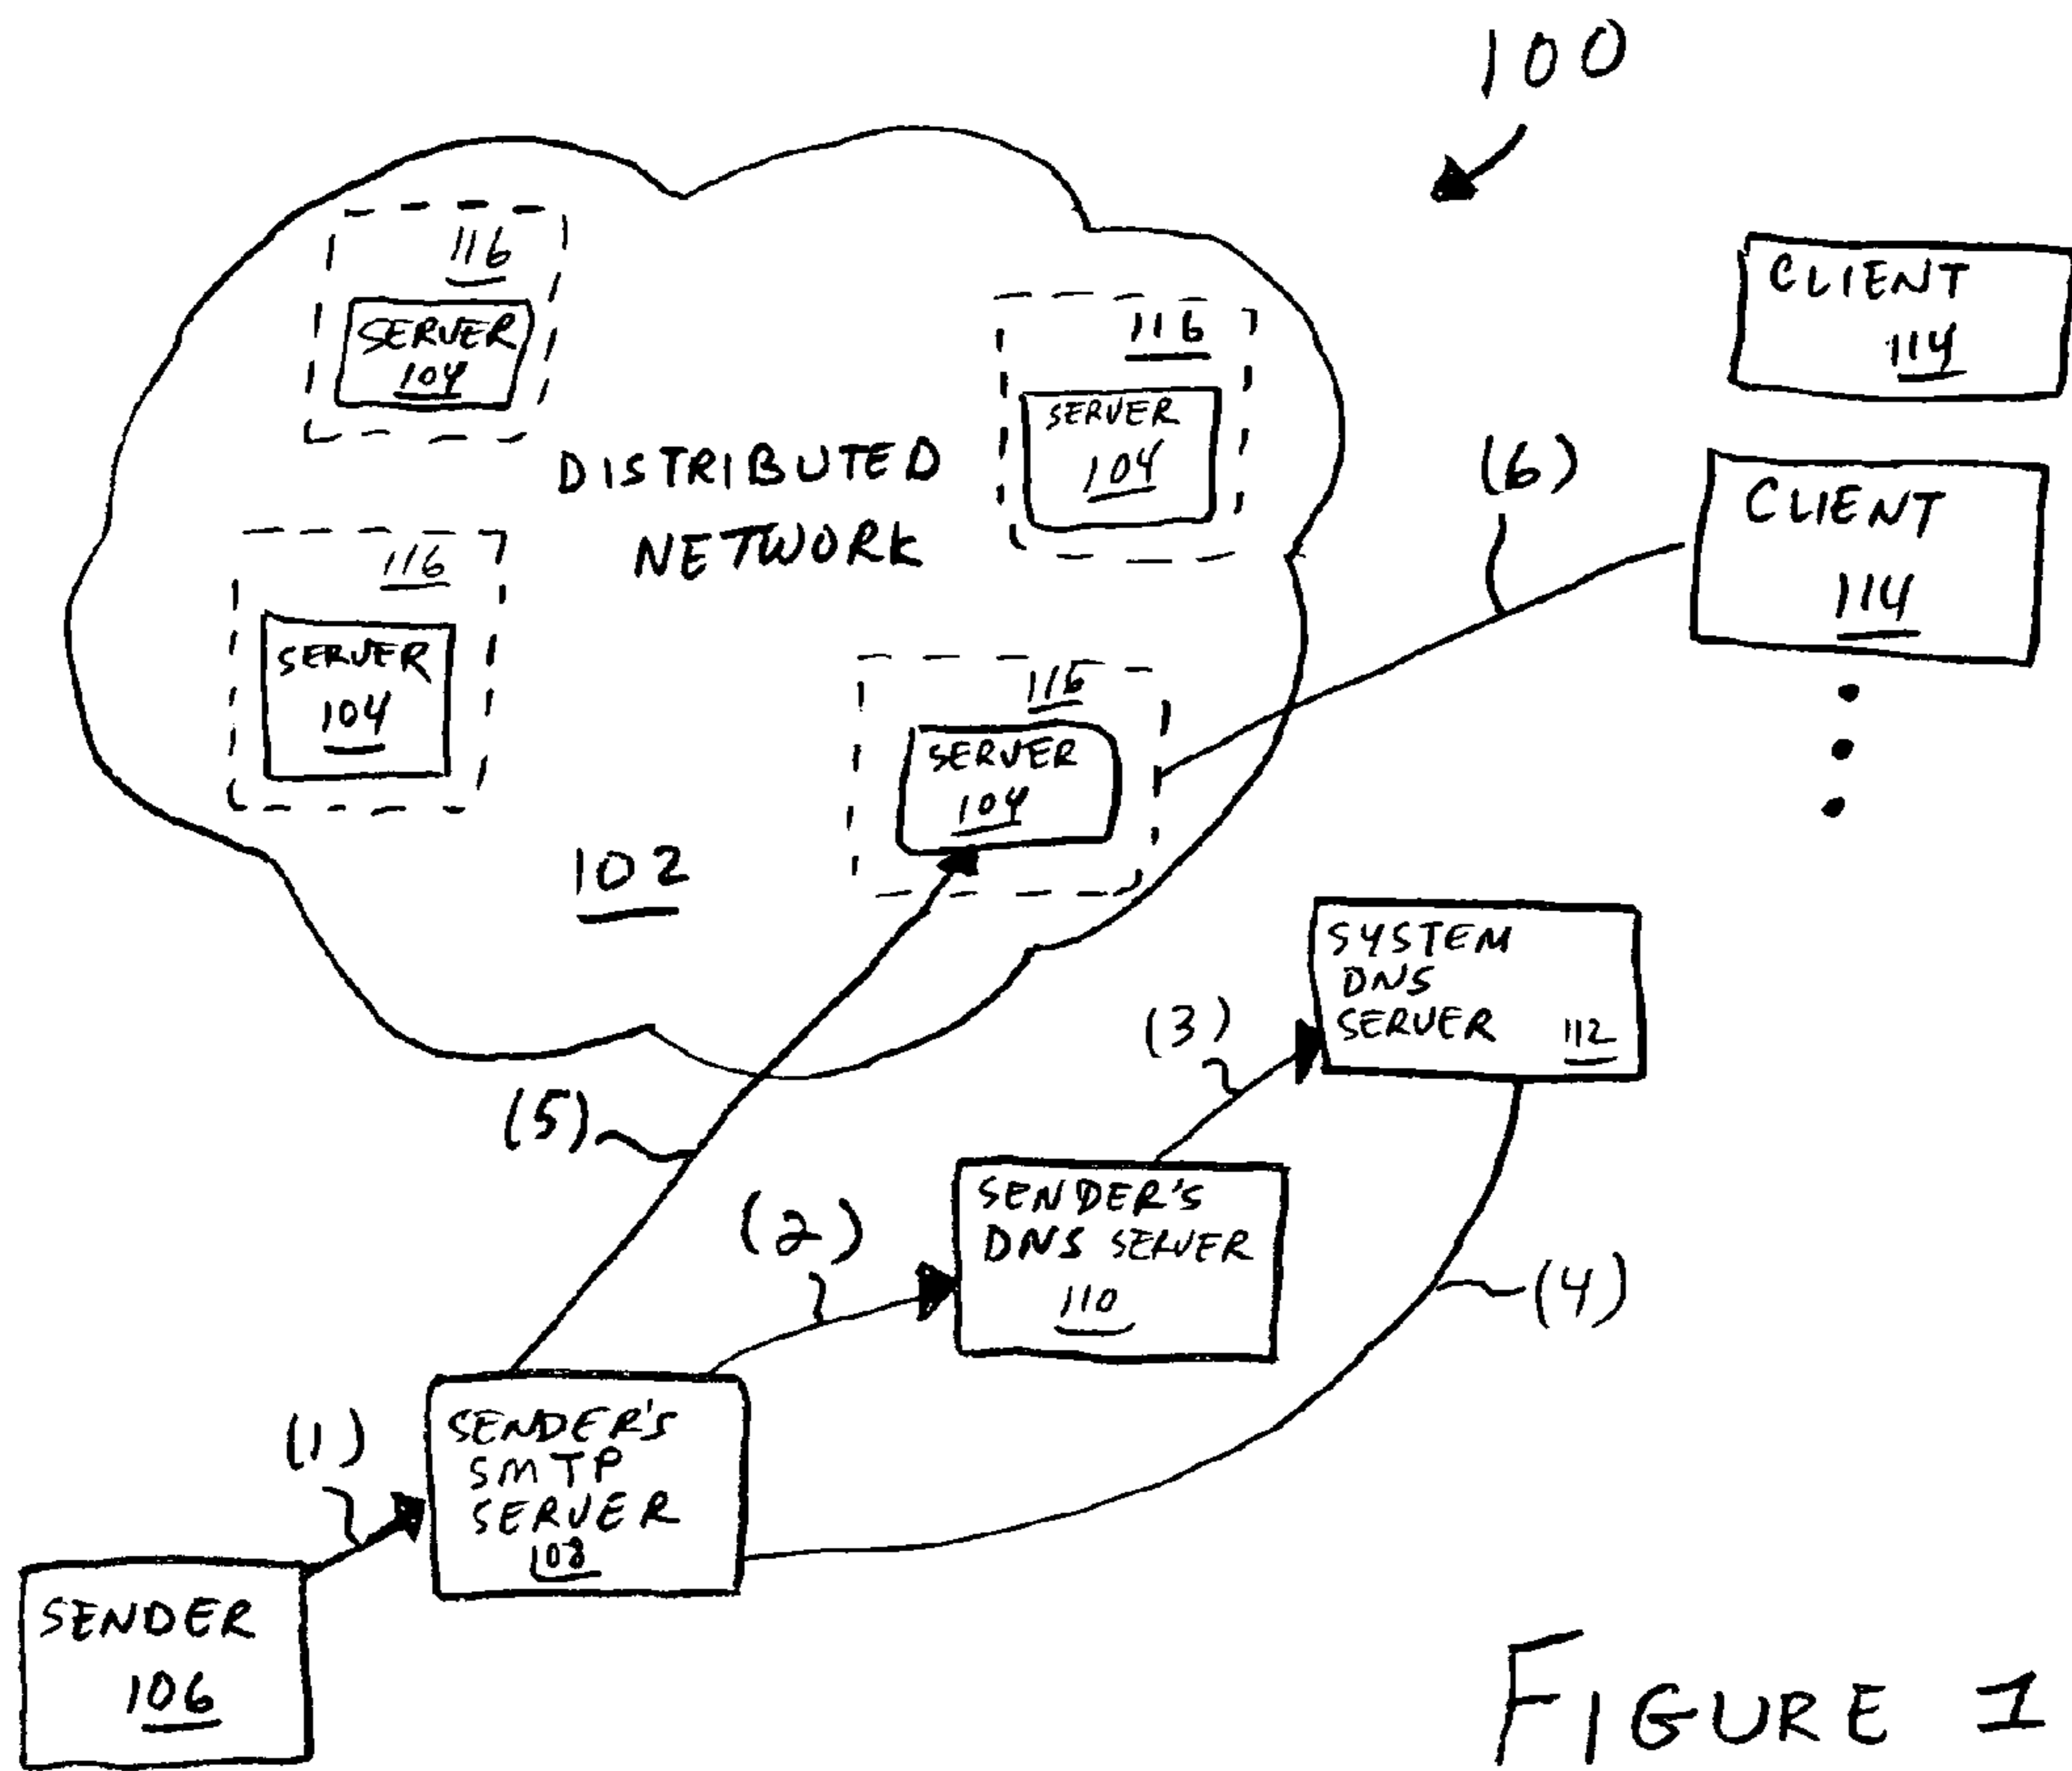 100
116
SERVER
104
116
SERVER
104
CLIENT
114
DISTRIBUTED
NETWORK
(6)
CLIENT
114
116
SERVER
104
116
SERVER
104
102
SYSTEM
DNS
SERVER 112
(3)
(5)
(2)
SENDER'S
DNS SERVER
110
(4)
(1)
SENDER'S
SMTP
SERVER
108
SENDER
106
FIGURE 1